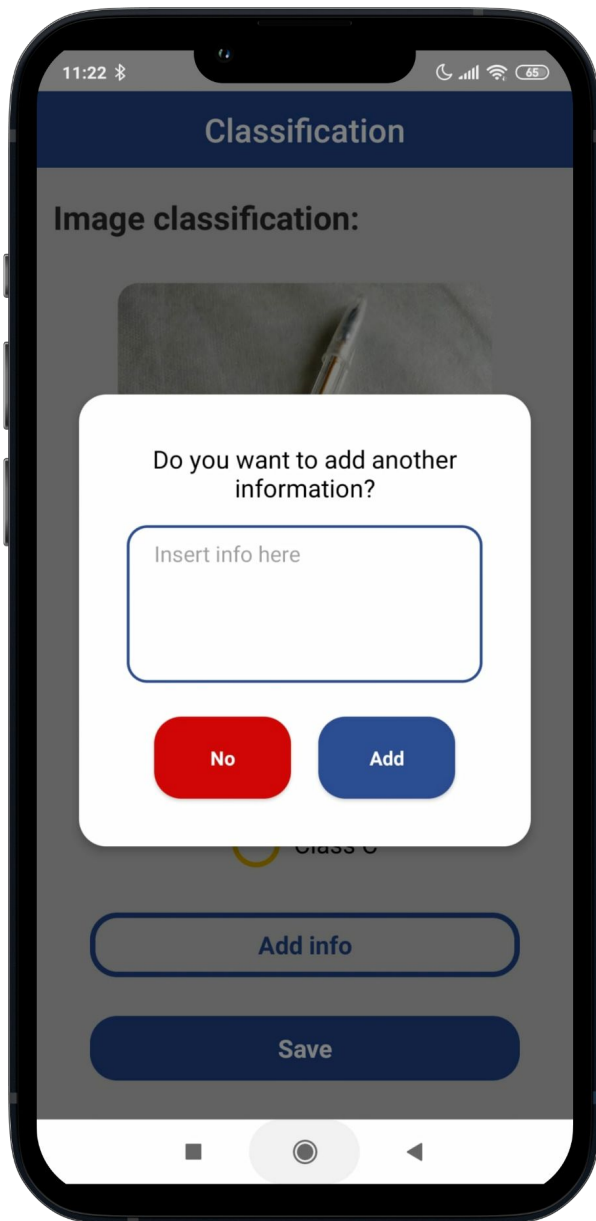 11:22
65
Classification
Image classification:
Do you want to add another
information?
Insert info here
No Add
Class C
Add info
Save